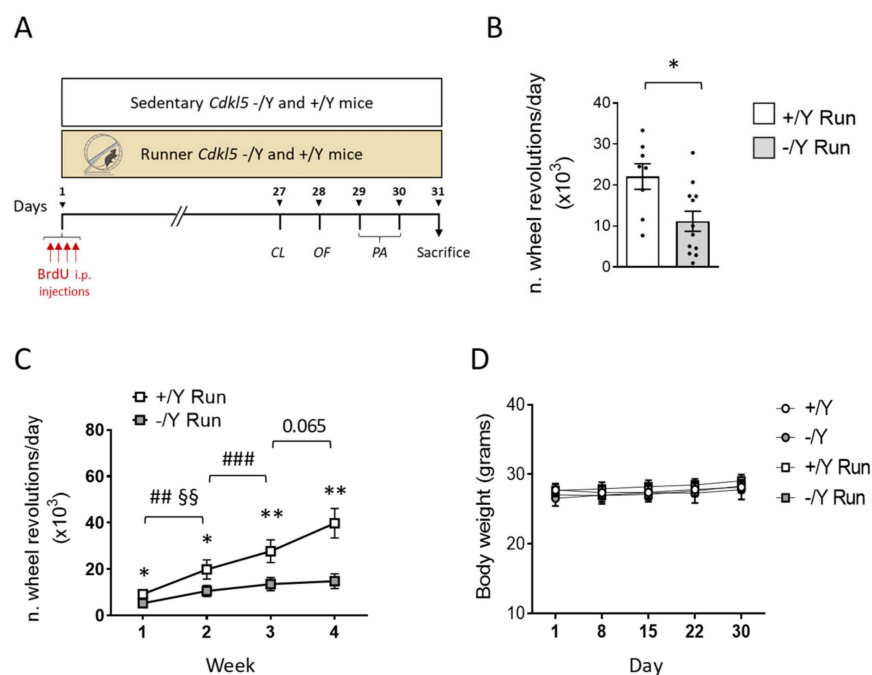 A
Sedentary Cdkl5 -/Y and +/Y mice
Runner Cdkl5 -/Y and +/Y mice
1 27 28 29 30 31
Days
CL OF PA Sacrifice
BrdU i.p.
injections
B
*
n. wheel revolutions/day
(x10³)
40
30
20
10
0
+/Y Run
-/Y Run
C
+/Y Run
-/Y Run
n. wheel revolutions/day
(x10³)
80
60
40
20
0
* ## §§ * ### ** 0.065 **
1 2 3 4
Week
D
Body weight (grams)
40
30
20
10
1 8 15 22 30
Day
+/Y
-/Y
+/Y Run
-/Y Run